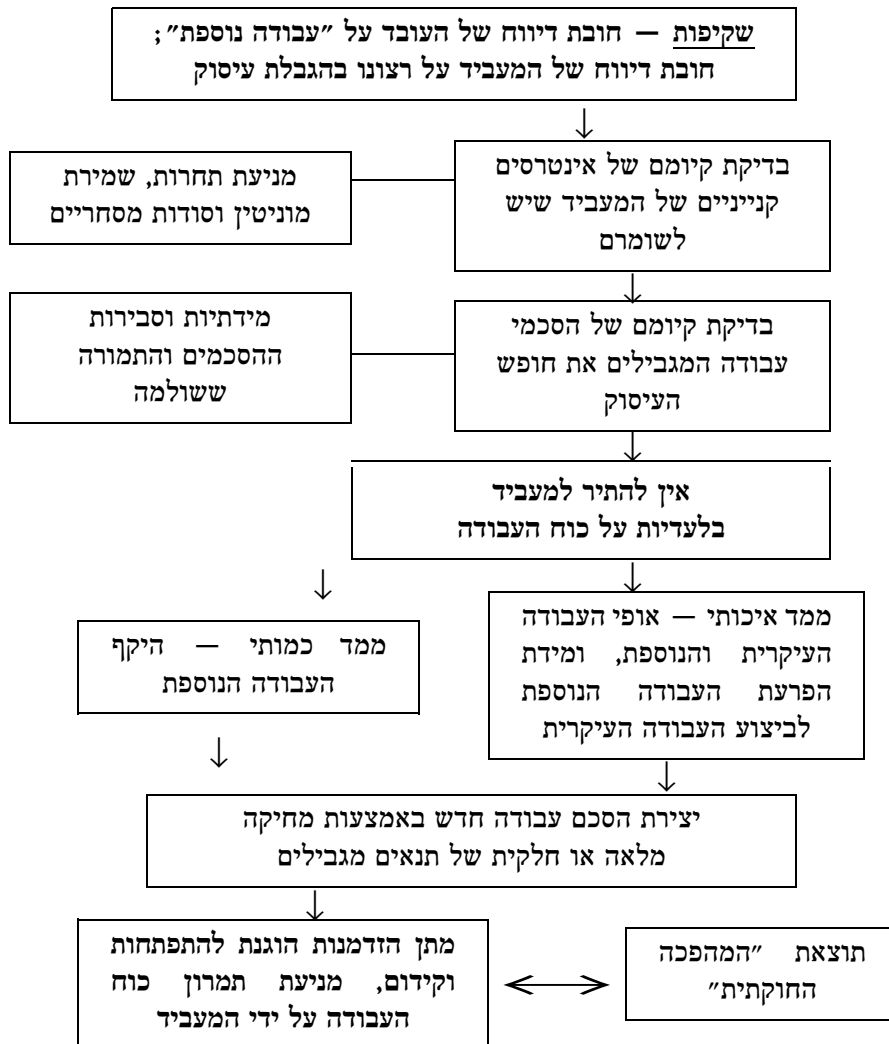 שקיפות — חובת דיווח של העובד על ״עבודה נוספת״;
חובת דיווח של המעביד על רצונו בהגבלת עיסוק
בדיקת קיומם של אינטרסים
קנייניים של המעביד שיש
לשומרם
מניעת תחרות, שמירת
מוניטין וסודות מסחריים
בדיקת קיומם של הסכמי
עבודה המגבילים את חופש
העיסוק
מידתיות וסבירות
ההסכמים והתמורה
ששולמה
אין להתיר למעביד
בלעדיות על כוח העבודה
ממד איכותי — אופי העבודה
העיקרית והנוספת, ומידת
הפרעת העבודה הנוספת
לביצוע העבודה העיקרית
ממד כמותי — היקף
העבודה הנוספת
יצירת הסכם עבודה חדש באמצעות מחיקה
מלאה או חלקית של תנאים מגבילים
מתן הזדמנות הוגנת להתפתחות
וקידום, מניעת תמרון כוח
העבודה על ידי המעביד
תוצאת ״המהפכה
החוקתית״